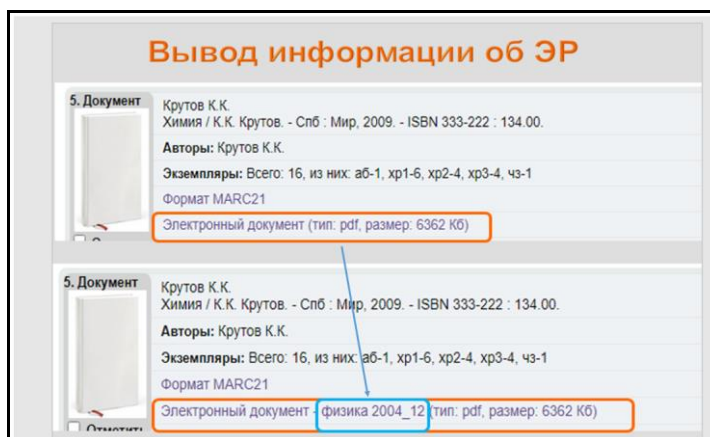 Вывод информации об ЭР
5. Документ
Крутов К.К.
Химия / К.К. Крутов. - Спб : Мир, 2009. - ISBN 333-222 : 134.00.
Авторы: Крутов К.К.
Экземпляры: Всего: 16, из них: аб-1, хр1-6, хр2-4, хр3-4, чз-1
Формат MARC21
Электронный документ (тип: pdf, размер: 6362 Кб)
5. Документ
Крутов К.К.
Химия / К.К. Крутов. - Спб : Мир, 2009. - ISBN 333-222 : 134.00.
Авторы: Крутов К.К.
Экземпляры: Всего: 16, из них: аб-1, хр1-6, хр2-4, хр3-4, чз-1
Формат MARC21
Электронный документ - физика 2004_12 (тип: pdf, размер: 6362 Кб)